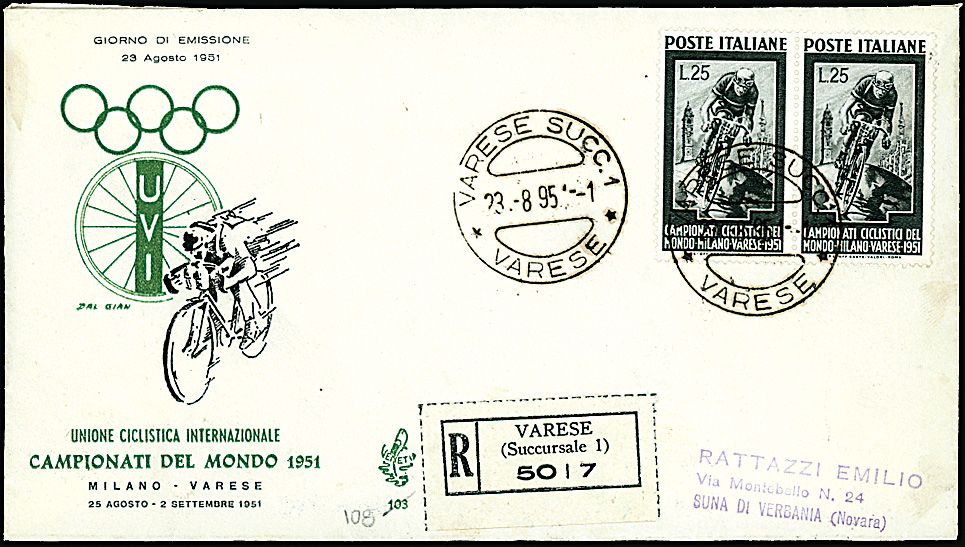 GIORNO DI EMISSIONE
23 Agosto 1951
UVI
DAL GIAN
UNIONE CICLISTICA INTERNAZIONALE
CAMPIONATI DEL MONDO 1951
MILANO - VARESE
25 AGOSTO - 2 SETTEMBRE 1951
VENETIA
103
108
VARESE SUCC. 1
23.-8 95 -1
VARESE
POSTE ITALIANE
L.25
CAMPIONATI CICLISTICI DEL
MONDO-MILANO-VARESE-1951
POSTE ITALIANE
L.25
CAMPIONATI CICLISTICI DEL
MONDO-MILANO-VARESE-1951
VARESE
R
VARESE
(Succursale 1)
5017
RATTAZZI EMILIO
Via Montebello N. 24
SUNA DI VERBANIA (Novara)